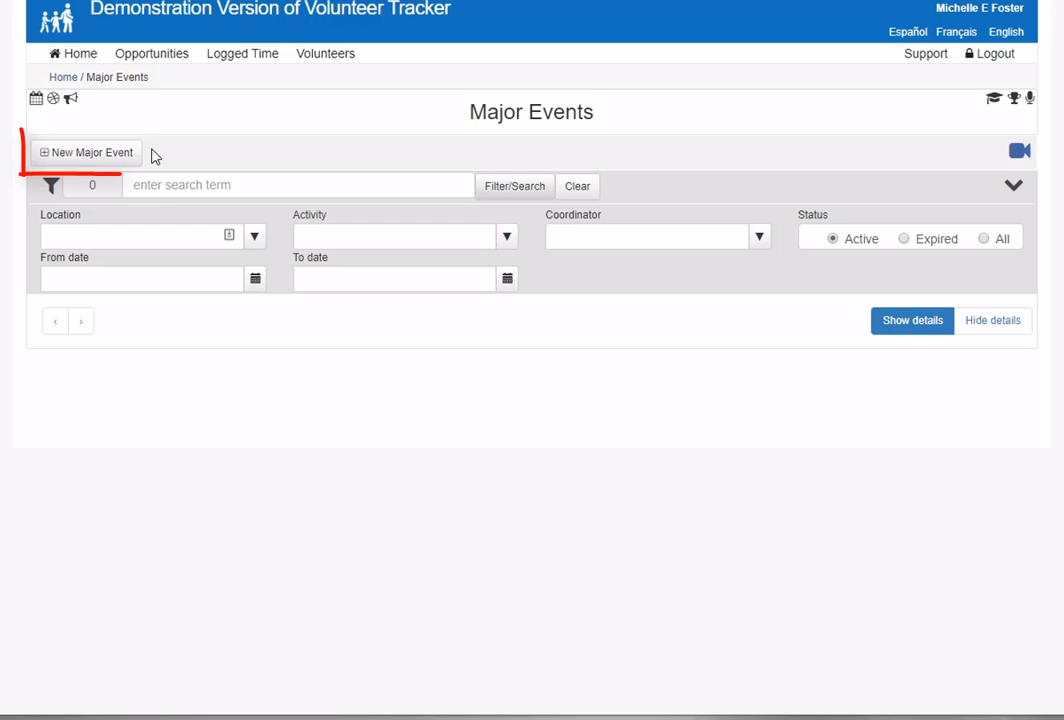 Demonstration Version of Volunteer Tracker
Michelle E Foster
Español Français English
Home Opportunities Logged Time Volunteers Support Logout
Home / Major Events
Major Events
New Major Event
0 enter search term Filter/Search Clear
Location Activity Coordinator Status
Active Expired All
From date To date
‹ › Show details Hide details